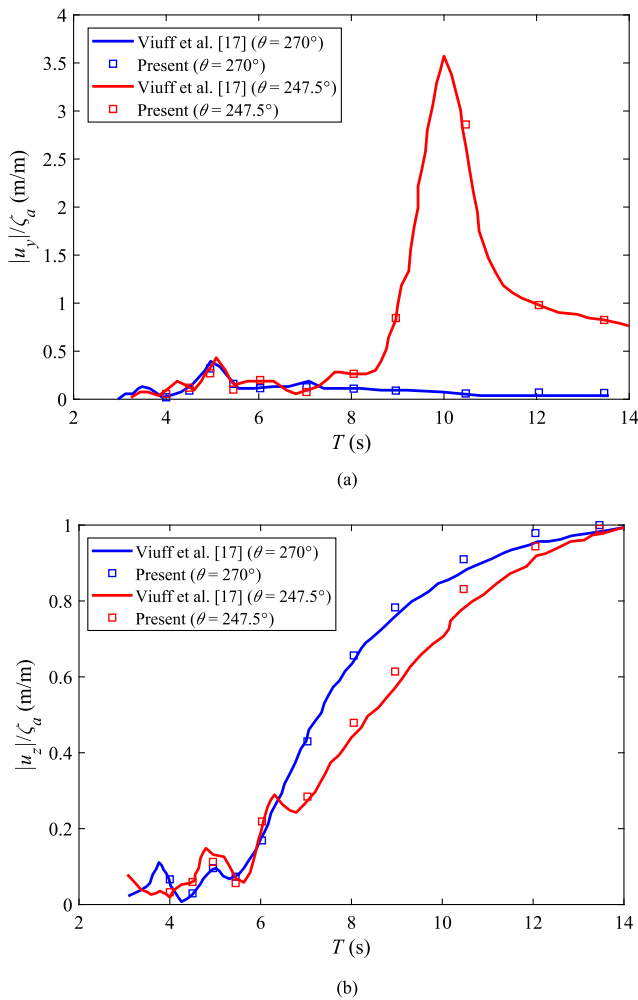 4
3.5
3
2.5
2
1.5
1
0.5
0
|u_y|/ζ_a (m/m)
Viuff et al. [17] (θ = 270°)
Present (θ = 270°)
Viuff et al. [17] (θ = 247.5°)
Present (θ = 247.5°)
2 4 6 8 10 12 14
T (s)
(a)
1
0.8
0.6
0.4
0.2
0
|u_z|/ζ_a (m/m)
Viuff et al. [17] (θ = 270°)
Present (θ = 270°)
Viuff et al. [17] (θ = 247.5°)
Present (θ = 247.5°)
2 4 6 8 10 12 14
T (s)
(b)